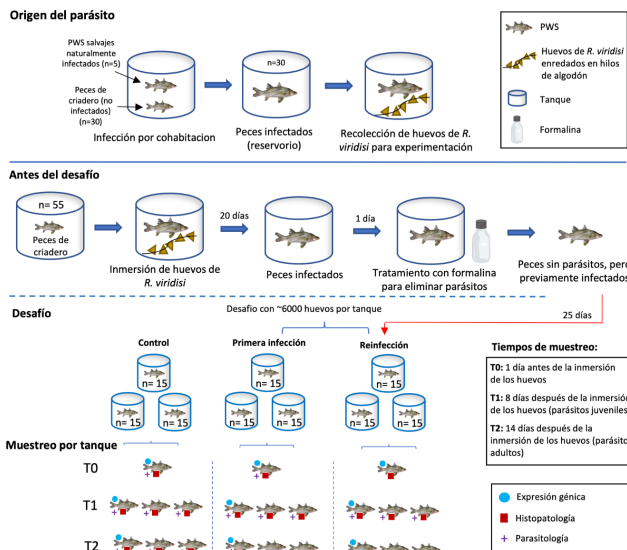 Origen del parásito
PWS salvajes
naturalmente
infectados (n=5)
Peces de
criadero (no
infectados)
(n=30)
Infección por cohabitacion
n=30
Peces infectados
(reservorio)
Recolección de huevos de R.
viridisi para experimentación
PWS
Huevos de R. viridisi
enredados en hilos
de algodón
Tanque
Formalina
Antes del desafío
n= 55
Peces de
criadero
Inmersión de huevos de
R. viridisi
20 días
Peces infectados
1 día
Tratamiento con formalina
para eliminar parásitos
Peces sin parásitos, pero
previamente infectados
Desafío
Desafio con ~6000 huevos por tanque
25 días
Control
Primera infección
Reinfección
n= 15
n= 15
n= 15
n= 15
n= 15
n= 15
n= 15
n= 15
n= 15
Tiempos de muestreo:
T0: 1 día antes de la inmersión
de los huevos
T1: 8 días después de la inmersión
de los huevos (parásitos juveniles
T2: 14 días después de la
inmersión de los huevos (parásito
adultos)
Muestreo por tanque
T0
T1
T2
Expresión génica
Histopatología
+ Parasitología